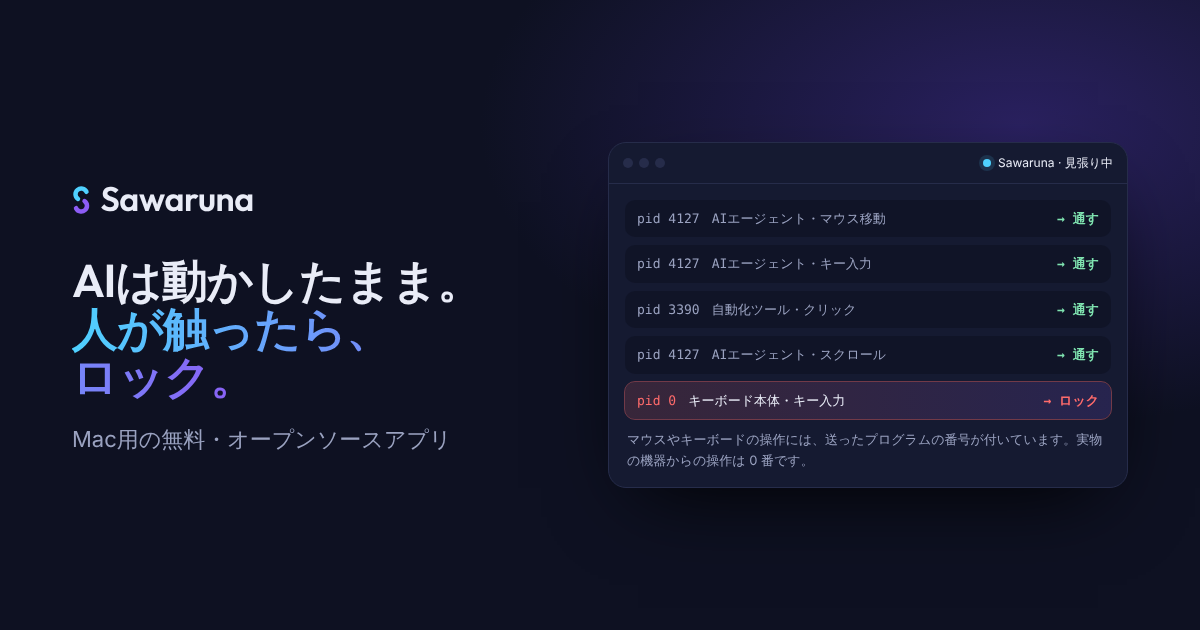 Sawaruna
AIは動かしたまま。
人が触ったら、
ロック。
Mac用の無料・オープンソースアプリ
Sawaruna · 見張り中
pid 4127 AIエージェント・マウス移動 → 通す
pid 4127 AIエージェント・キー入力 → 通す
pid 3390 自動化ツール・クリック → 通す
pid 4127 AIエージェント・スクロール → 通す
pid 0 キーボード本体・キー入力 → ロック
マウスやキーボードの操作には、送ったプログラムの番号が付いています。実物
の機器からの操作は 0 番です。